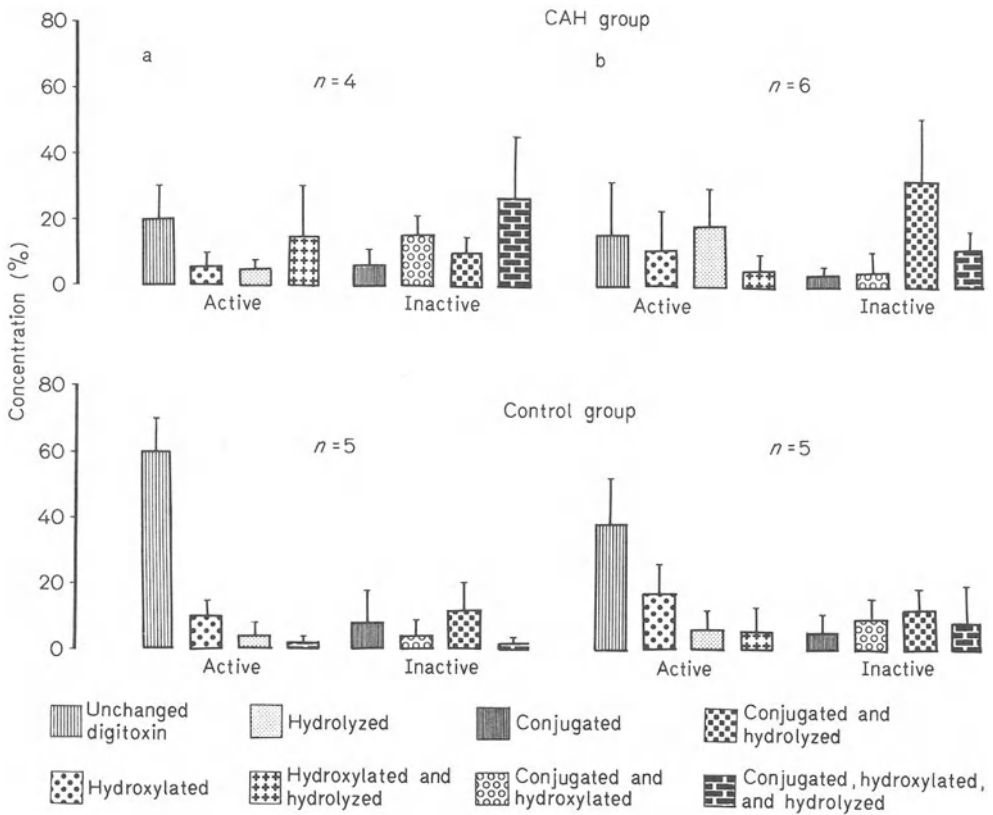 CAH group
a
b
n=4
n=6
80
60
40
20
0
Active
Inactive
Active
Inactive
Concentration (%)
Control group
n=5
n=5
80
60
40
20
0
Active
Inactive
Active
Inactive
Unchanged
digitoxin
Hydrolyzed
Conjugated
Conjugated and
hydrolyzed
Hydroxylated
Hydroxylated and
hydrolyzed
Conjugated and
hydroxylated
Conjugated, hydroxylated,
and hydrolyzed